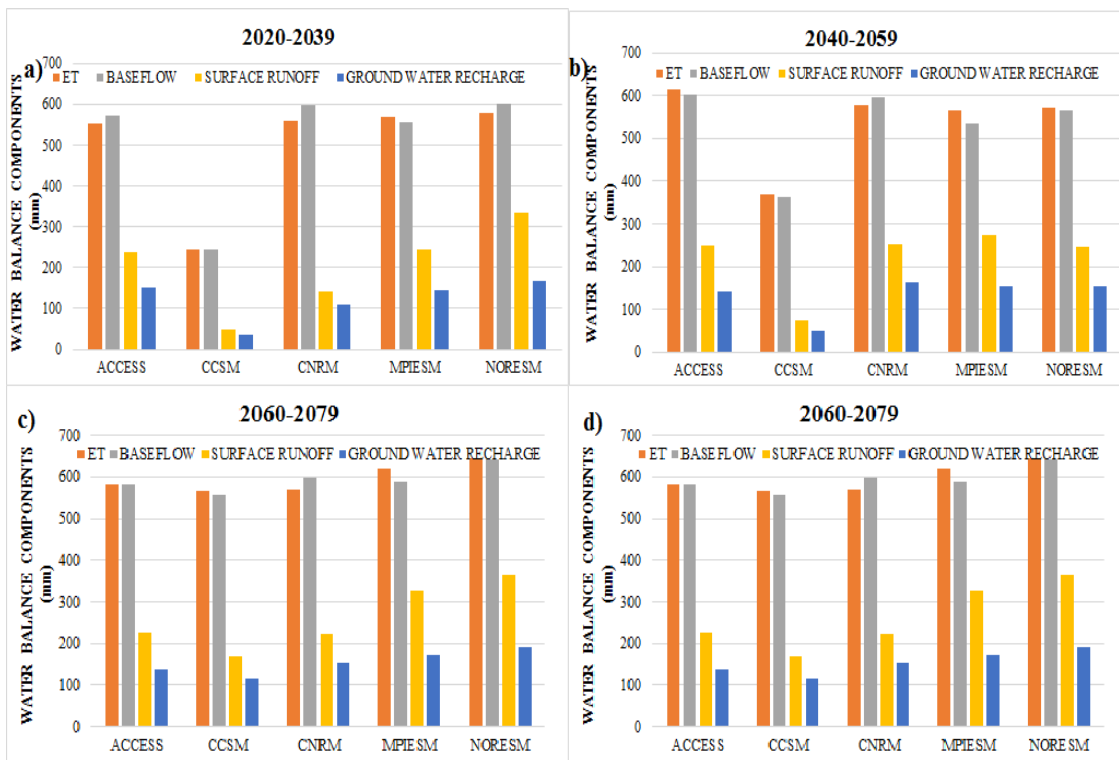 2020-2039
a)
ET BASEFLOW SURFACE RUNOFF GROUND WATER RECHARGE
WATER BALANCE COMPONENTS
(mm)
700
600
500
400
300
200
100
0
ACCESS CCSM CNRM MPIESM NORESM
2040-2059
b)
ET BASEFLOW SURFACE RUNOFF GROUND WATER RECHARGE
WATER BALANCE COMPONENTS
(mm)
700
600
500
400
300
200
100
0
ACCESS CCSM CNRM MPIESM NORESM
c)
2060-2079
ET BASEFLOW SURFACE RUNOFF GROUND WATER RECHARGE
WATER BALANCE COMPONENTS
(mm)
700
600
500
400
300
200
100
0
ACCESS CCSM CNRM MPIESM NORESM
d)
2060-2079
ET BASEFLOW SURFACE RUNOFF GROUND WATER RECHARGE
WATER BALANCE COMPONENTS
(mm)
700
600
500
400
300
200
100
0
ACCESS CCSM CNRM MPIESM NORESM